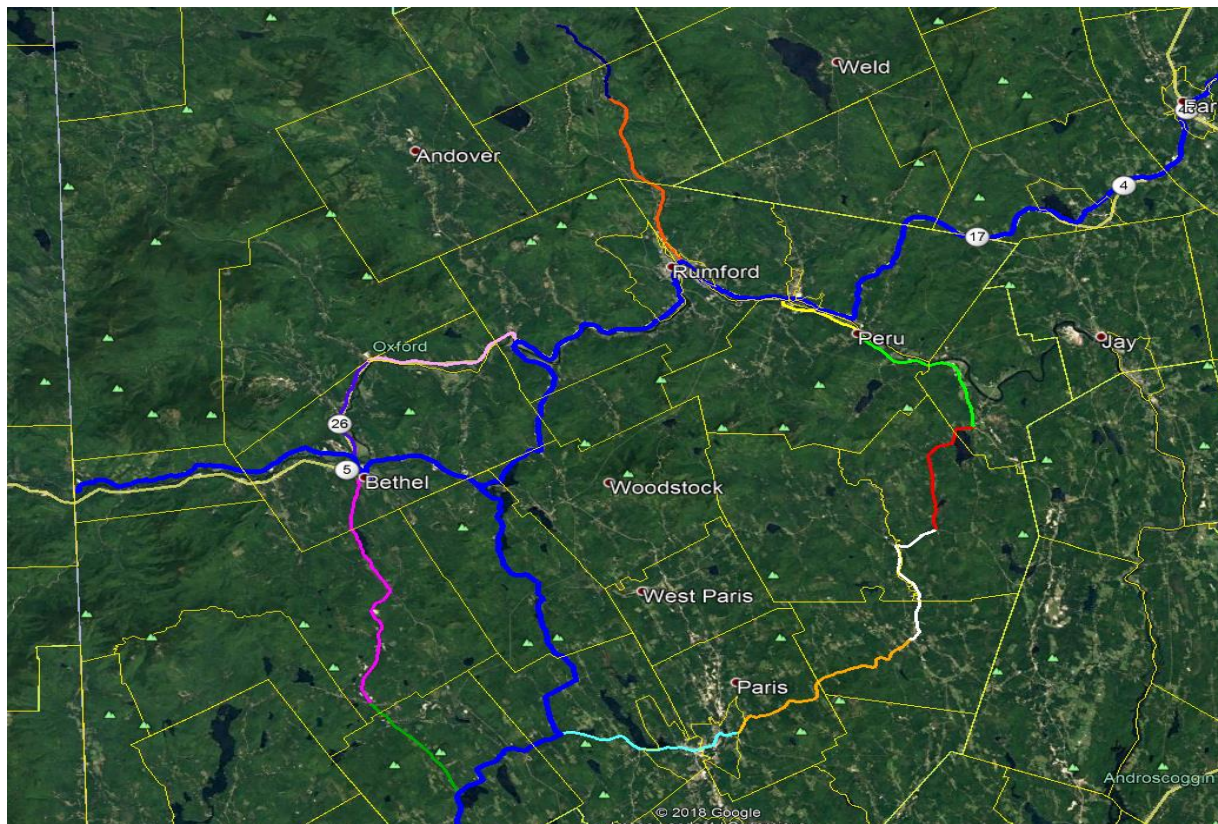 Weld
Far
4
Andover
17
Rumford
Oxford
Peru
Jay
26
5
Bethel
Woodstock
West Paris
Paris
Androscoggin
© 2018 Google